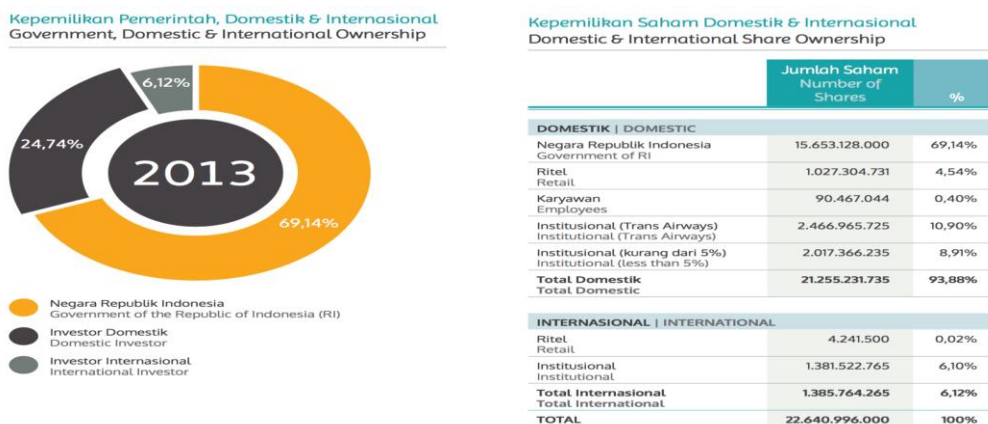 Kepemilikan Pemerintah, Domestik & Internasional
Government, Domestic & International Ownership
6,12%
24,74%
2013
69,14%
Negara Republik Indonesia
Government of the Republic of Indonesia (RI)
Investor Domestik
Domestic Investor
Investor Internasional
International Investor
Kepemilikan Saham Domestik & Internasional
Domestic & International Share Ownership
Jumlah Saham
Number of
Shares %
DOMESTIK | DOMESTIC
Negara Republik Indonesia 15.653.128.000 69,14%
Government of RI
Ritel 1.027.304.731 4,54%
Retail
Karyawan 90.467.044 0,40%
Employees
Institusional (Trans Airways) 2.466.965.725 10,90%
Institutional (Trans Airways)
Institusional (kurang dari 5%) 2.017.366.235 8,91%
Institutional (less than 5%)
Total Domestik 21.255.231.735 93,88%
Total Domestic
INTERNASIONAL | INTERNATIONAL
Ritel 4.241.500 0,02%
Retail
Institusional 1.381.522.765 6,10%
Institutional
Total Internasional 1.385.764.265 6,12%
Total International
TOTAL 22.640.996.000 100%